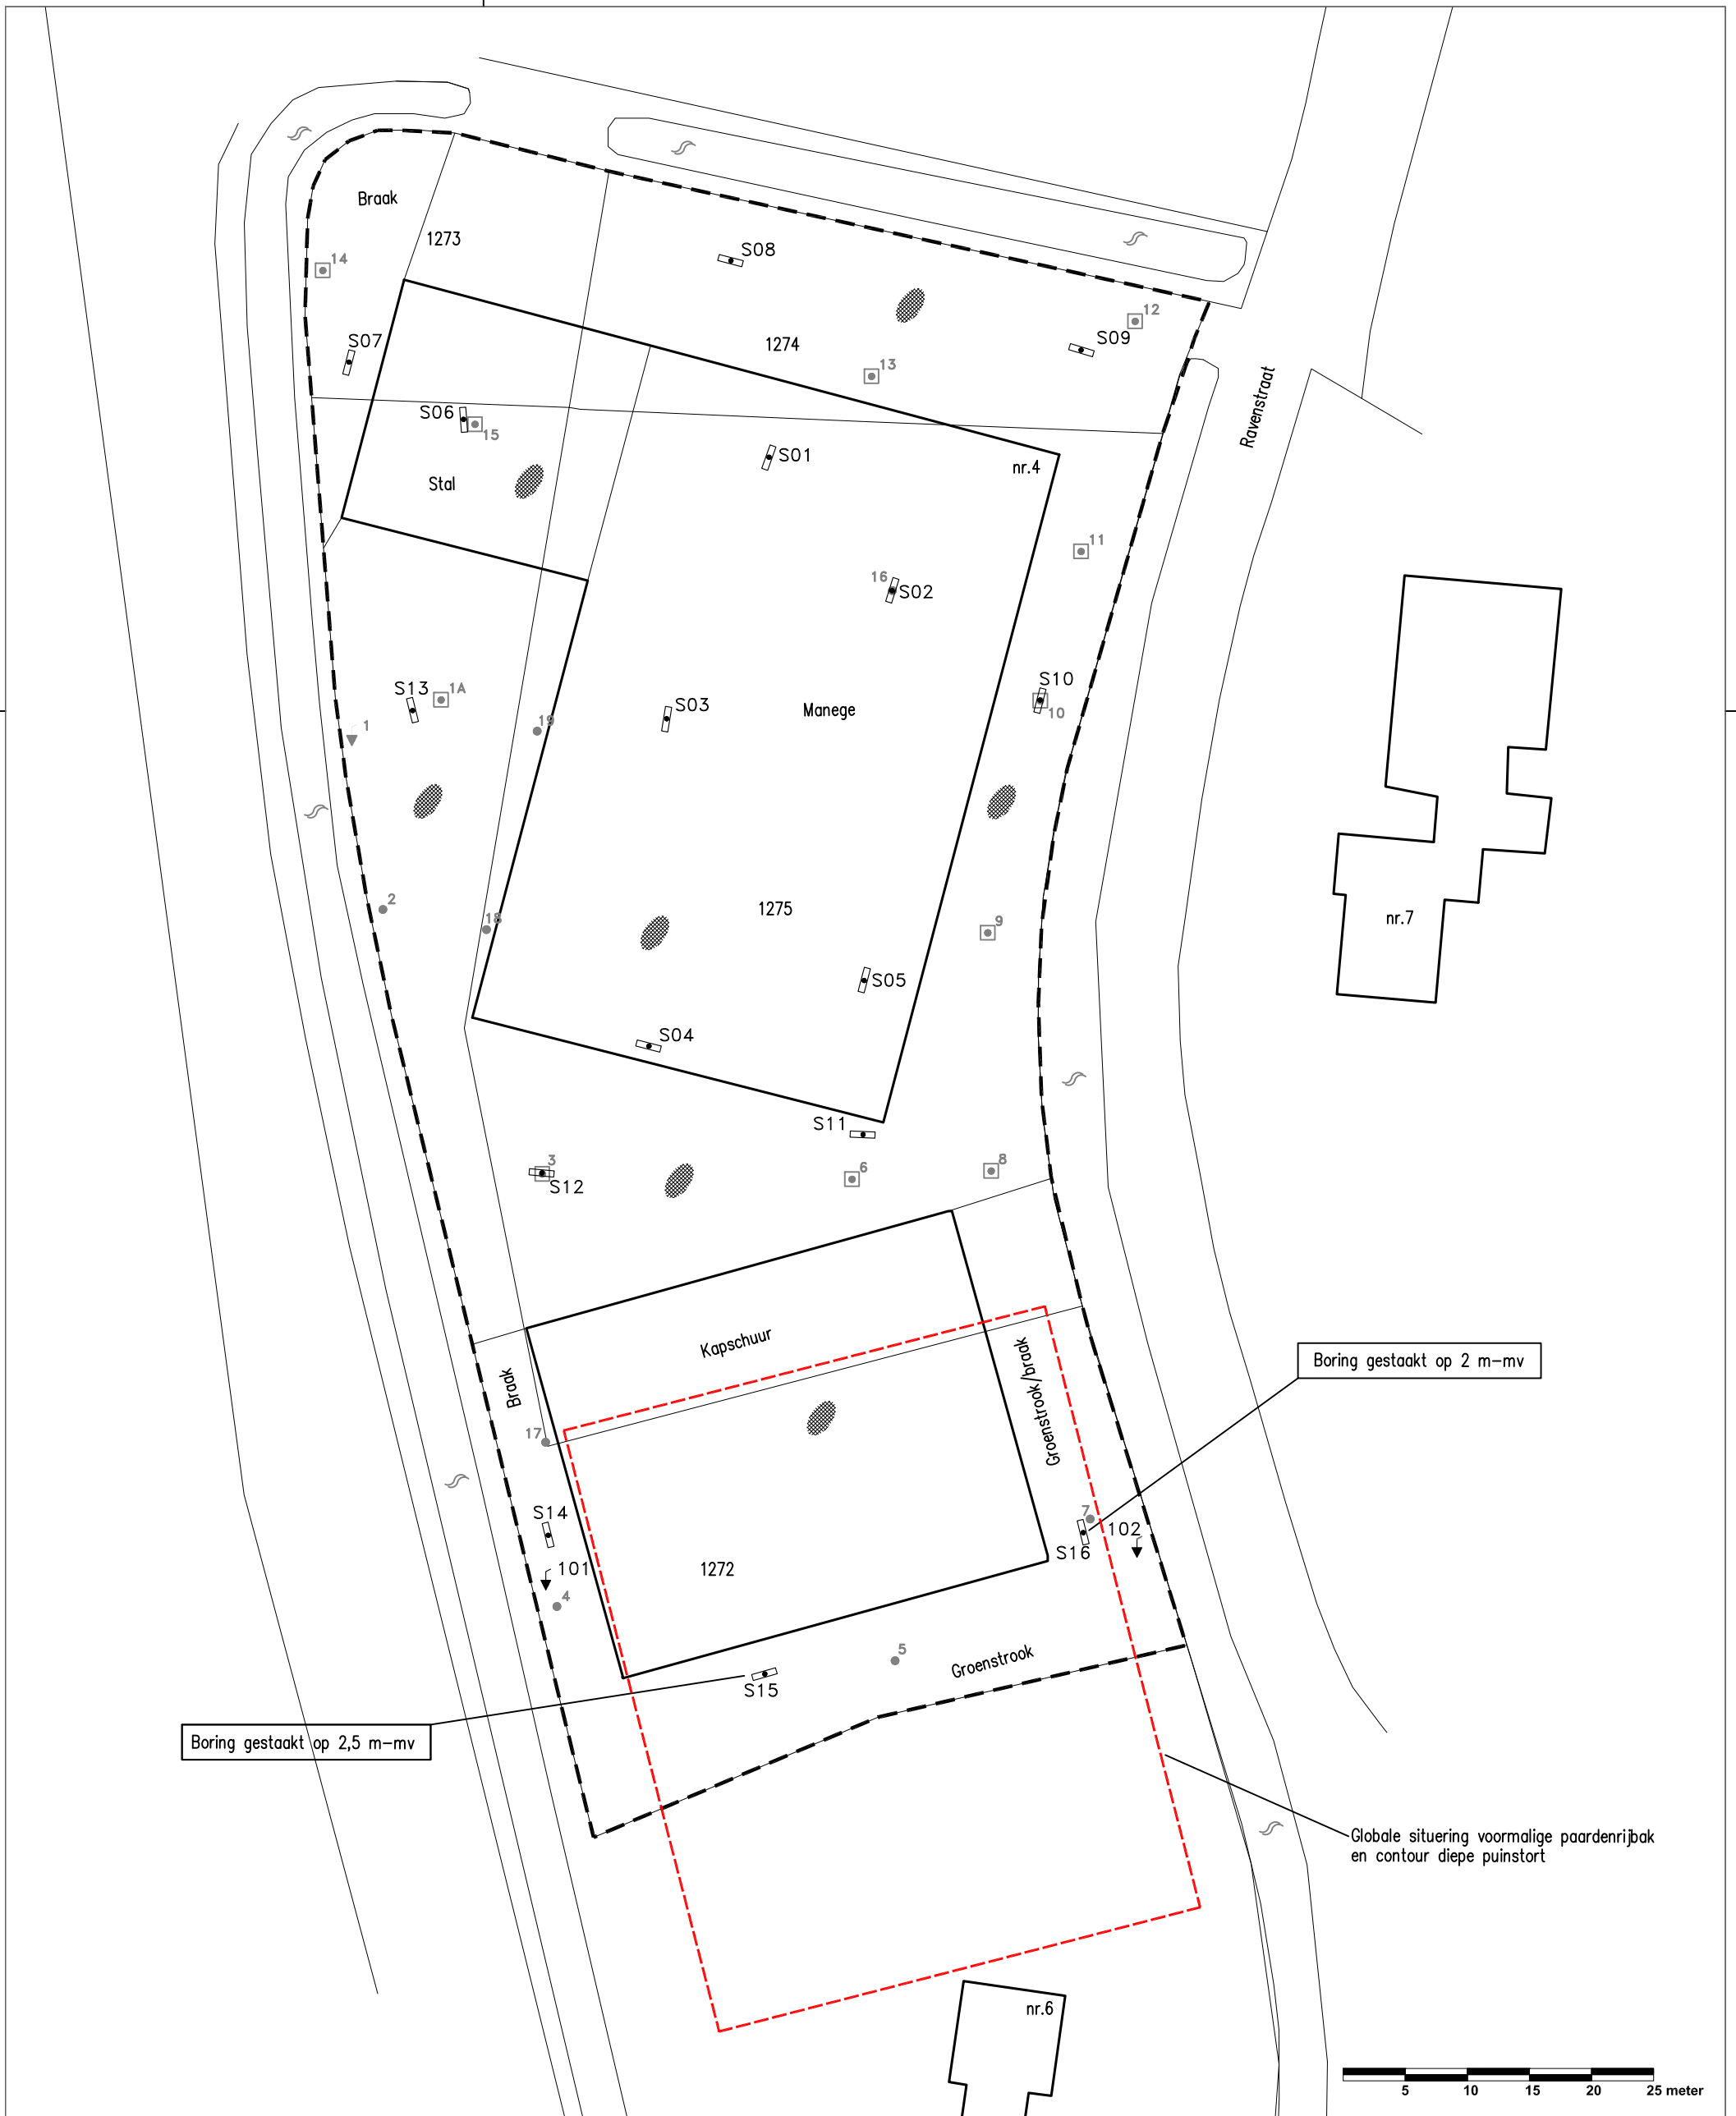 Braak
1273
S08
14
12
S09
1274
S07
13
Ravenstraat
S06
15
S01
nr.4
Stal
11
16
S02
S10
S13
1A
10
S03
Manege
1
19
2
1275
18
9
nr.7
S05
S04
S11
3
6
8
S12
Kapschuur
Groenstrook/braak
Boring gestaakt op 2 m-mv
Braak
17
S14
7
102
S16
101
1272
4
5
Groenstrook
S15
Boring gestaakt op 2,5 m-mv
Globale situering voormalige paardenrijbak
en contour diepe puinstort
nr.6
5 10 15 20 25 meter